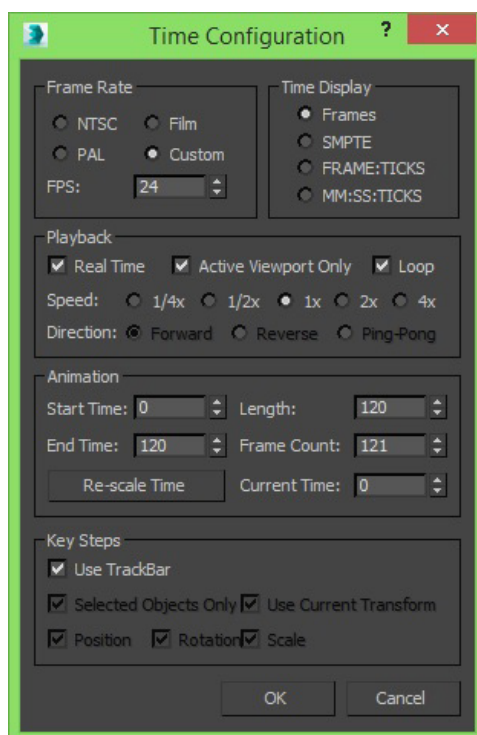 Time Configuration ? ×
Frame Rate
NTSC Film
PAL Custom
FPS: 24
Time Display
Frames
SMPTE
FRAME:TICKS
MM:SS:TICKS
Playback
Real Time Active Viewport Only Loop
Speed: 1/4x 1/2x 1x 2x 4x
Direction: Forward Reverse Ping-Pong
Animation
Start Time: 0 Length: 120
End Time: 120 Frame Count: 121
Re-scale Time Current Time: 0
Key Steps
Use TrackBar
Selected Objects Only Use Current Transform
Position Rotation Scale
OK Cancel